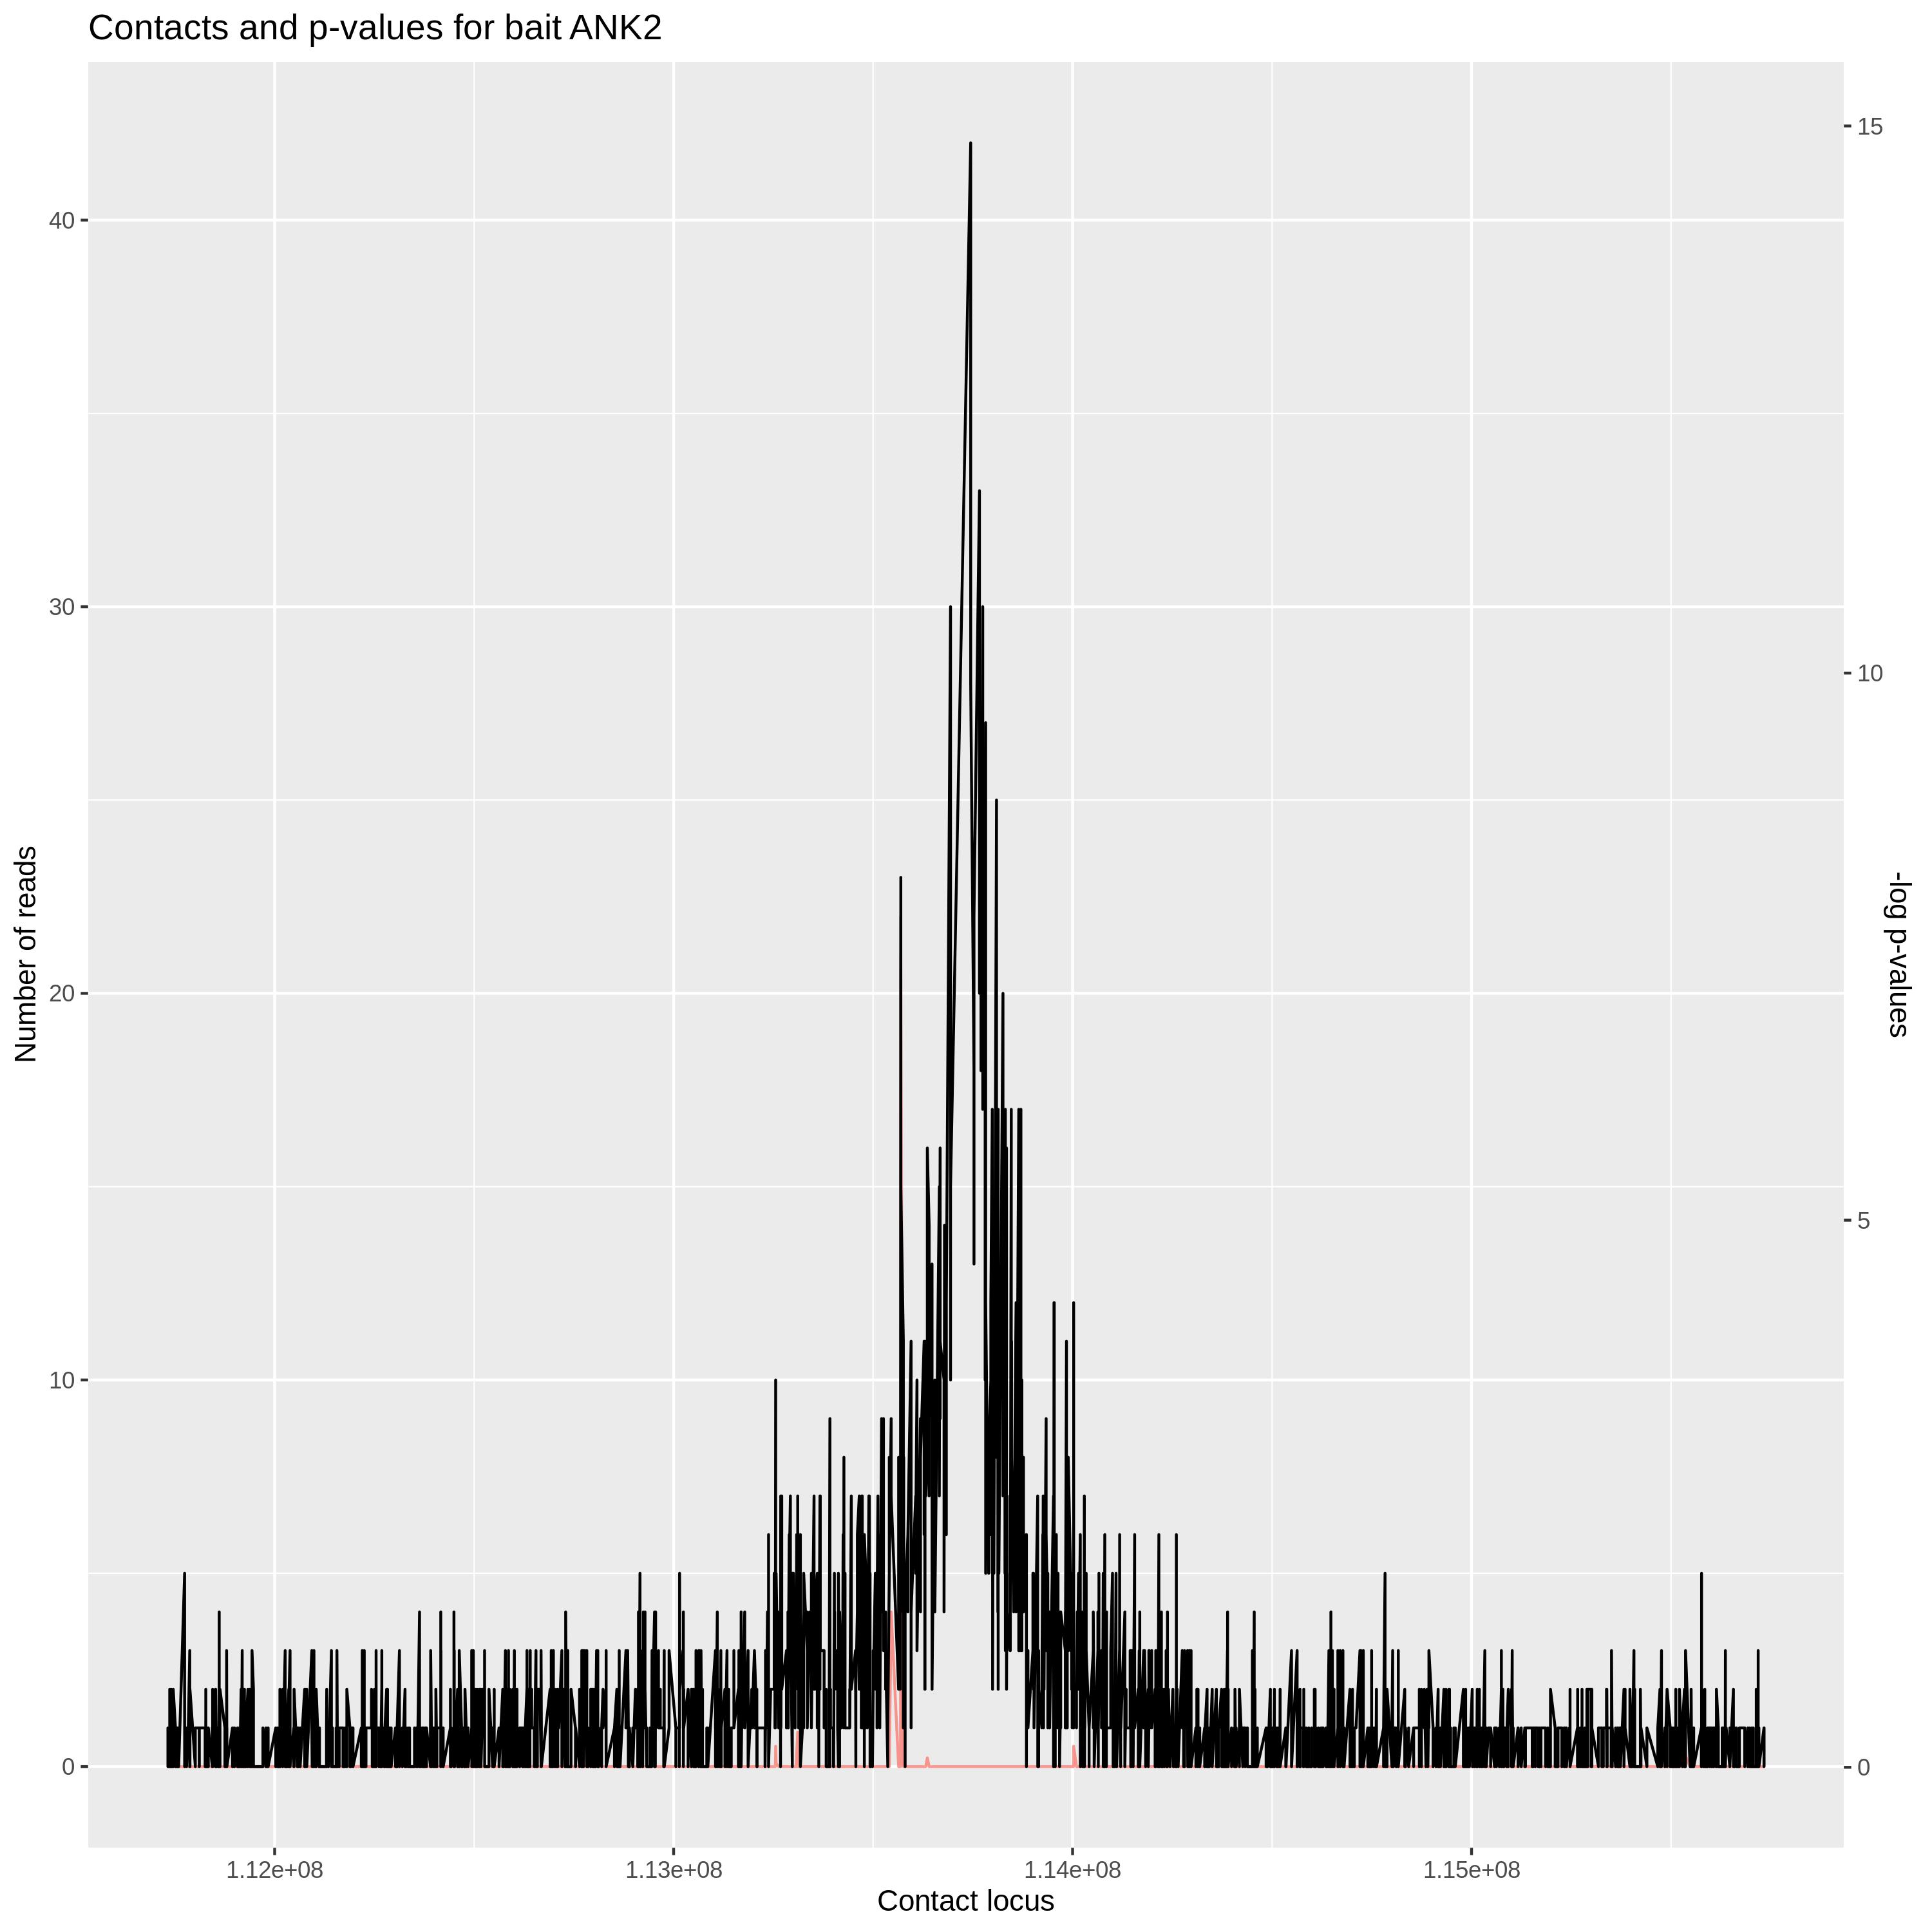 Contacts and p-values for bait ANK2
40
30
20
10
0
Number of reads
15
10
5
0
-log p-values
1.12e+08
1.13e+08
1.14e+08
1.15e+08
Contact locus